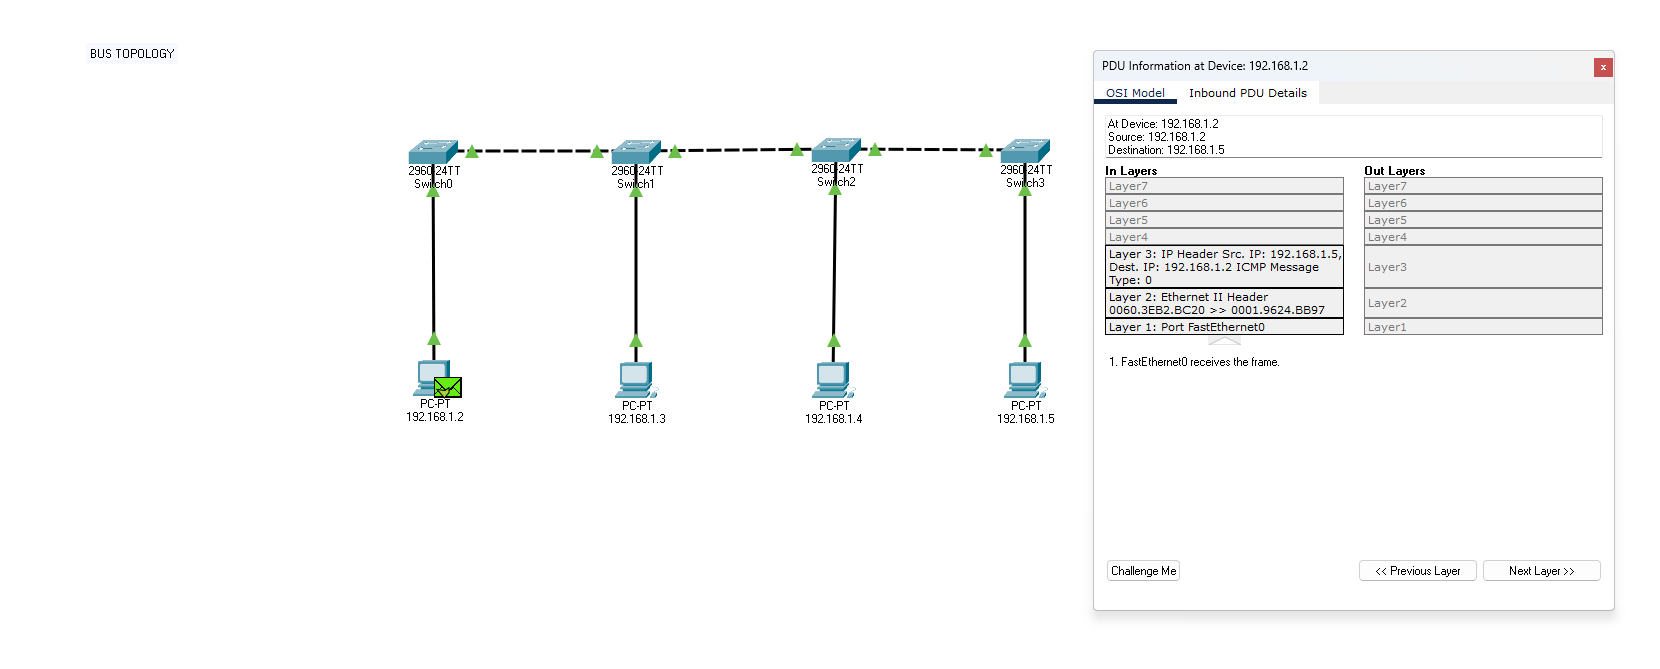 BUS TOPOLOGY
2960-24TT
Switch0
2960-24TT
Switch1
2960-24TT
Switch2
2960-24TT
Switch3
PC-PT
192.168.1.2
PC-PT
192.168.1.3
PC-PT
192.168.1.4
PC-PT
192.168.1.5
PDU Information at Device: 192.168.1.2
x
OSI Model
Inbound PDU Details
At Device: 192.168.1.2
Source: 192.168.1.2
Destination: 192.168.1.5
In Layers
Layer7
Layer6
Layer5
Layer4
Layer 3: IP Header Src. IP: 192.168.1.5,
Dest. IP: 192.168.1.2 ICMP Message
Type: 0
Layer 2: Ethernet II Header
0060.3EB2.BC20 >> 0001.9624.BB97
Layer 1: Port FastEthernet0
Out Layers
Layer7
Layer6
Layer5
Layer4
Layer3
Layer2
Layer1
1. FastEthernet0 receives the frame.
Challenge Me
<< Previous Layer
Next Layer >>